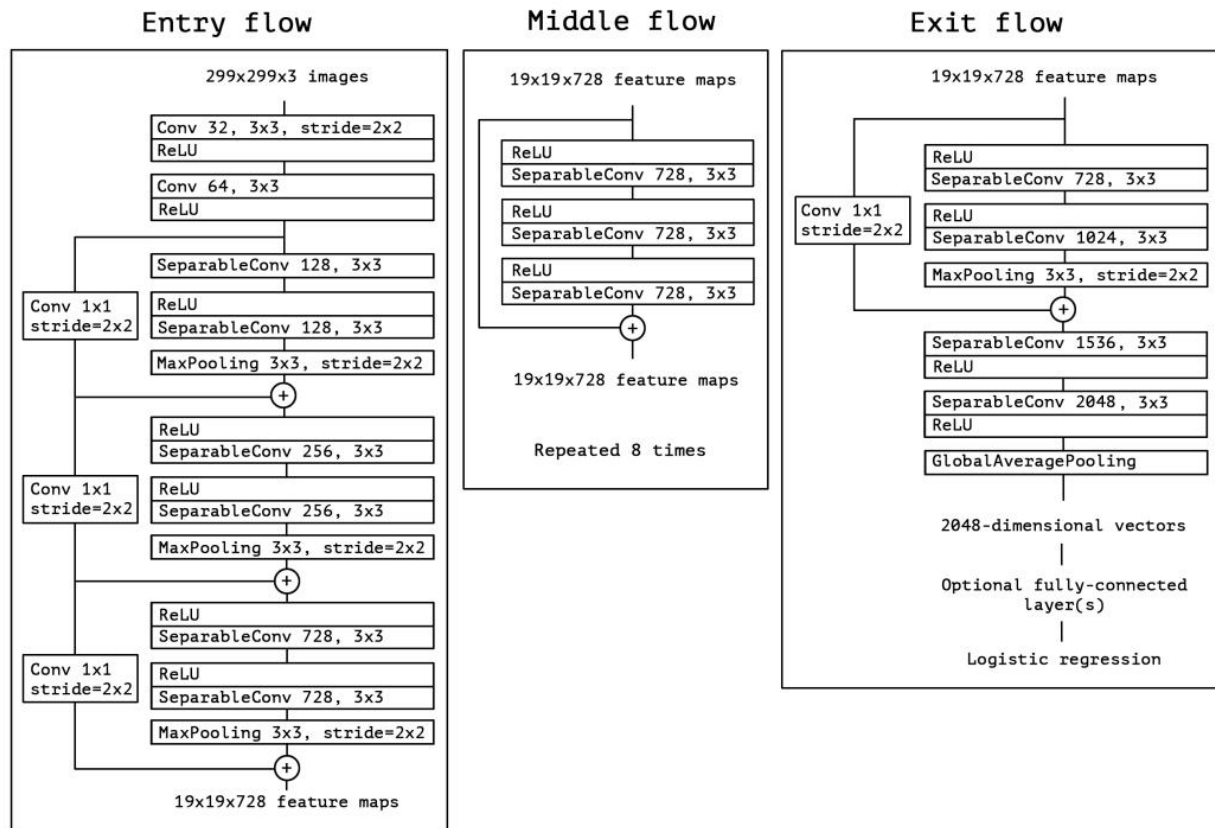 Entry flow
299x299x3 images
Conv 32, 3x3, stride=2x2
ReLU
Conv 64, 3x3
ReLU
SeparableConv 128, 3x3
Conv 1x1
stride=2x2
ReLU
SeparableConv 128, 3x3
MaxPooling 3x3, stride=2x2
+
ReLU
SeparableConv 256, 3x3
Conv 1x1
stride=2x2
ReLU
SeparableConv 256, 3x3
MaxPooling 3x3, stride=2x2
+
ReLU
SeparableConv 728, 3x3
Conv 1x1
stride=2x2
ReLU
SeparableConv 728, 3x3
MaxPooling 3x3, stride=2x2
+
19x19x728 feature maps
Middle flow
19x19x728 feature maps
ReLU
SeparableConv 728, 3x3
ReLU
SeparableConv 728, 3x3
ReLU
SeparableConv 728, 3x3
+
19x19x728 feature maps
Repeated 8 times
Exit flow
19x19x728 feature maps
ReLU
SeparableConv 728, 3x3
Conv 1x1
stride=2x2
ReLU
SeparableConv 1024, 3x3
MaxPooling 3x3, stride=2x2
+
SeparableConv 1536, 3x3
ReLU
SeparableConv 2048, 3x3
ReLU
GlobalAveragePooling
2048-dimensional vectors
Optional fully-connected
layer(s)
Logistic regression